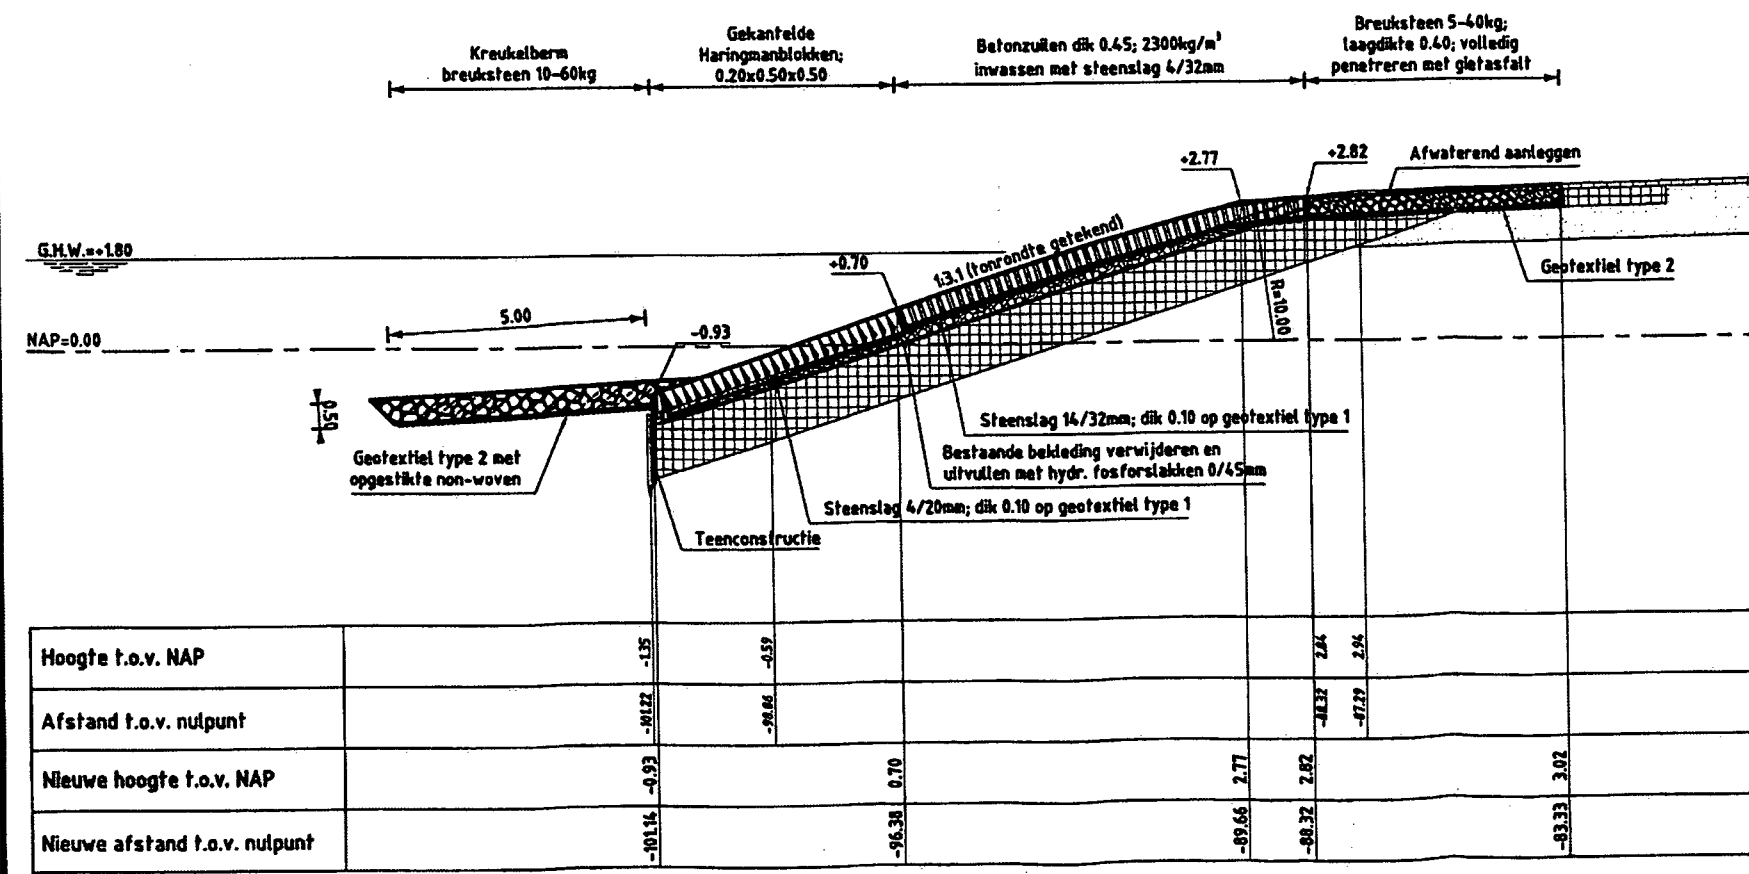 Kreukelberm
breuksteen 10-60kg
Gekantelde
Haringmanblokken;
0.20x0.50x0.50
Betonzuilen dik 0.45; 2300kg/m³
inwassen met steenslag 4/32mm
Breuksteen 5-40kg;
laagdikte 0.40; volledig
penetreren met gietasfalt
+2.77
+2.82
Afwaterend aanleggen
G.H.W.=+1.80
+0.70
1:3.1 (tonrondte getekend)
Geotextiel type 2
R=10.00
5.00
-0.93
NAP=0.00
0.50
Steenslag 14/32mm; dik 0.10 op geotextiel type 1
Geotextiel type 2 met
opgestikte non-woven
Bestaande bekleding verwijderen en
uitvullen met hydr. fosforslakken 0/45mm
Steenslag 4/20mm; dik 0.10 op geotextiel type 1
Teenconstructie
Hoogte t.o.v. NAP -1.35 -0.59 2.84 2.94
Afstand t.o.v. nulpunt -101.22 -98.86 -88.32 -87.29
Nieuwe hoogte t.o.v. NAP -0.93 0.70 2.77 2.82 3.02
Nieuwe afstand t.o.v. nulpunt -101.14 -96.38 -89.66 -88.32 -83.33